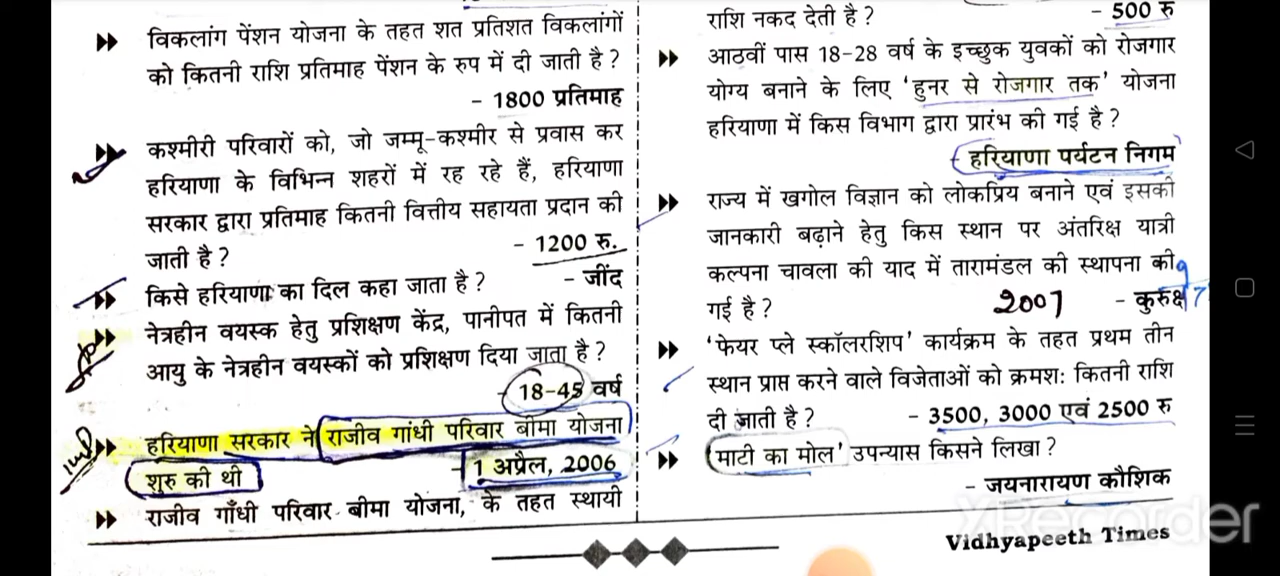 विकलांग पेंशन योजना के तहत शत प्रतिशत विकलांगों
को कितनी राशि प्रतिमाह पेंशन के रुप में दी जाती है?
- 1800 प्रतिमाह
कश्मीरी परिवारों को, जो जम्मू-कश्मीर से प्रवास कर
हरियाणा के विभिन्न शहरों में रह रहे हैं, हरियाणा
सरकार द्वारा प्रतिमाह कितनी वित्तीय सहायता प्रदान की
जाती है? - 1200 रु.
किसे हरियाणा का दिल कहा जाता है? - जींद
नेत्रहीन वयस्क हेतु प्रशिक्षण केंद्र, पानीपत में कितनी
आयु के नेत्रहीन वयस्कों को प्रशिक्षण दिया जाता है?
- 18-45 वर्ष
imp हरियाणा सरकार ने राजीव गांधी परिवार बीमा योजना
शुरु की थी - 1 अप्रैल, 2006
राजीव गाँधी परिवार बीमा योजना, के तहत स्थायी
राशि नकद देती है? - 500 रु
आठवीं पास 18-28 वर्ष के इच्छुक युवकों को रोजगार
योग्य बनाने के लिए 'हुनर से रोजगार तक' योजना
हरियाणा में किस विभाग द्वारा प्रारंभ की गई है?
- हरियाणा पर्यटन निगम
राज्य में खगोल विज्ञान को लोकप्रिय बनाने एवं इसकी
जानकारी बढ़ाने हेतु किस स्थान पर अंतरिक्ष यात्री
कल्पना चावला की याद में तारामंडल की स्थापना की
गई है? 2007 - कुरुक्षे
'फेयर प्ले स्कॉलरशिप' कार्यक्रम के तहत प्रथम तीन
स्थान प्राप्त करने वाले विजेताओं को क्रमशः कितनी राशि
दी जाती है? - 3500, 3000 एवं 2500 रु
माटी का मोल' उपन्यास किसने लिखा?
- जयनारायण कौशिक
XRecorder
Vidhyapeeth Times